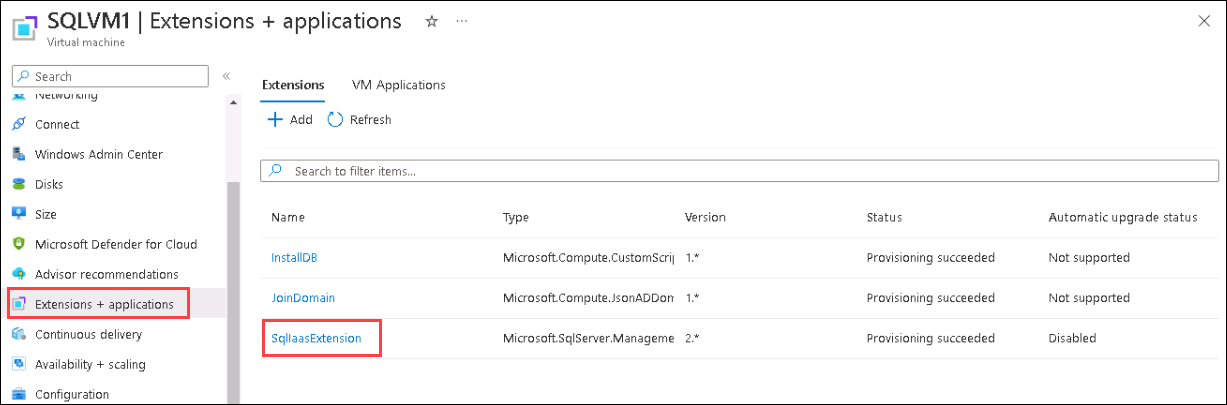 SQLVM1 | Extensions + applications
Virtual machine
Search
Networking
Connect
Windows Admin Center
Disks
Size
Microsoft Defender for Cloud
Advisor recommendations
Extensions + applications
Continuous delivery
Availability + scaling
Configuration
Extensions VM Applications
Add Refresh
Search to filter items...
Name Type Version Status Automatic upgrade status
InstallDB Microsoft.Compute.CustomScrip 1.* Provisioning succeeded Not supported
JoinDomain Microsoft.Compute.JsonADDom 1.* Provisioning succeeded Not supported
SqlIaasExtension Microsoft.SqlServer.Manageme 2.* Provisioning succeeded Disabled